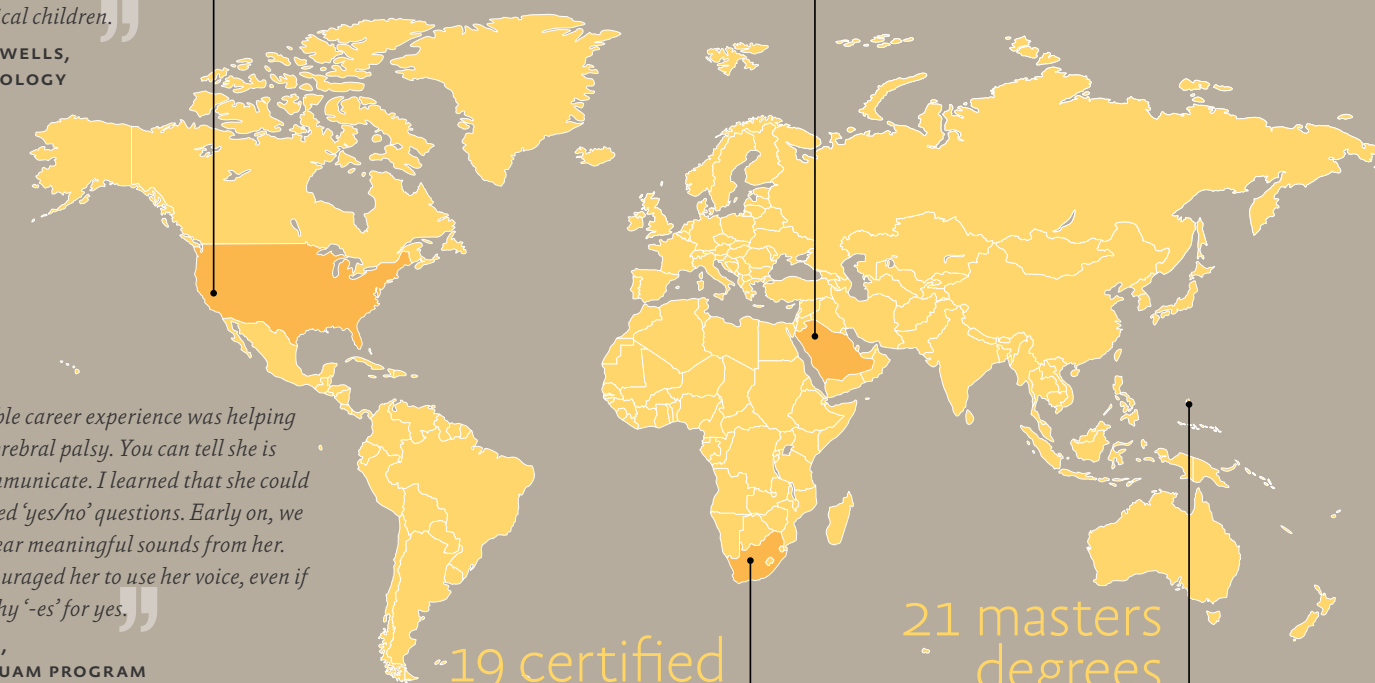 ical children.”
WELLS,
OLOGY
ble career experience was helping
rebral palsy. You can tell she is
municate. I learned that she could
ed ‘yes/no’ questions. Early on, we
ear meaningful sounds from her.
uraged her to use her voice, even if
hy ‘-es’ for yes.”
,
UAM PROGRAM
19 certified
21 masters
degrees